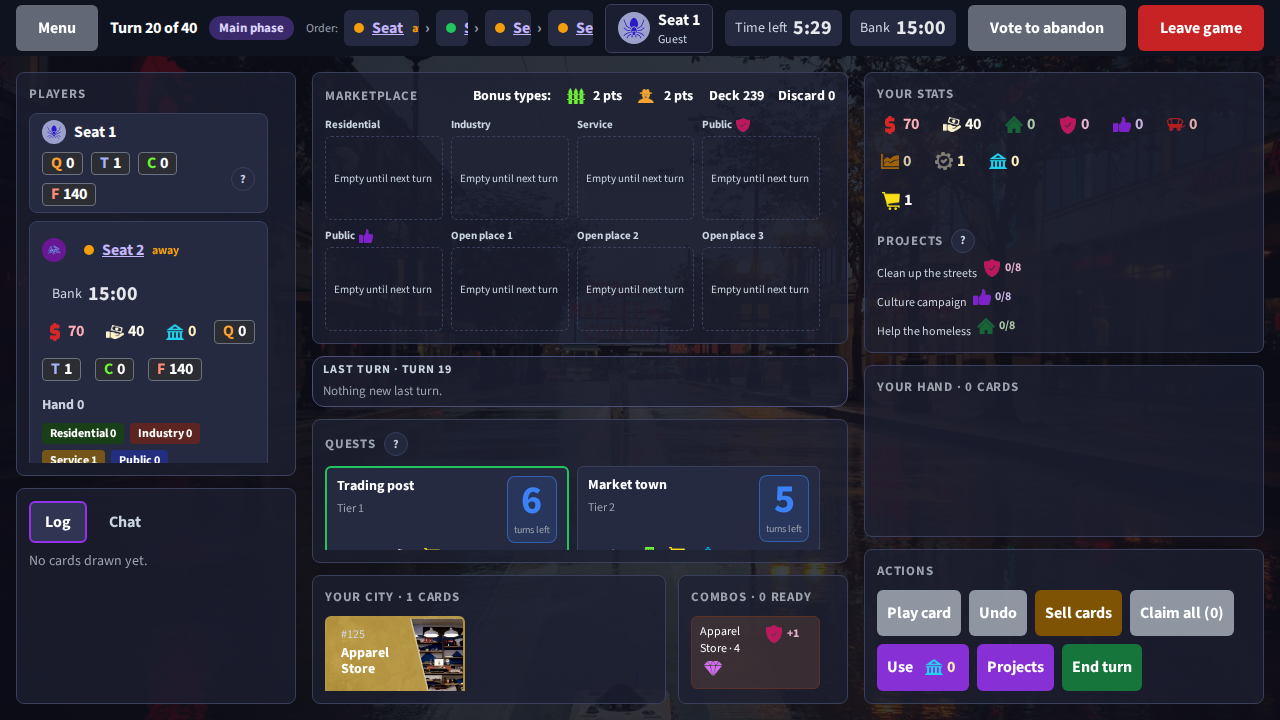 Menu
Turn 20 of 40
Main phase
Order:
Seat
›
›
Se
›
Se
Seat 1
Guest
Time left 5:29
Bank 15:00
Vote to abandon
Leave game
PLAYERS
Seat 1
Q 0
T 1
C 0
F 140
?
Seat 2 away
Bank 15:00
70
40
0
Q 0
T 1
C 0
F 140
Hand 0
Residential 0
Industry 0
Service 1
Public 0
Log
Chat
No cards drawn yet.
MARKETPLACE
Bonus types:
2 pts
2 pts
Deck 239
Discard 0
Residential
Industry
Service
Public
Empty until next turn
Empty until next turn
Empty until next turn
Empty until next turn
Public
Open place 1
Open place 2
Open place 3
Empty until next turn
Empty until next turn
Empty until next turn
Empty until next turn
LAST TURN · TURN 19
Nothing new last turn.
QUESTS
?
Trading post
Tier 1
6
turns left
Market town
Tier 2
5
turns left
YOUR CITY · 1 CARDS
#125
Apparel
Store
COMBOS · 0 READY
Apparel
Store · 4
+1
YOUR STATS
70
40
0
0
0
0
0
1
0
1
PROJECTS
?
Clean up the streets
0/8
Culture campaign
0/8
Help the homeless
0/8
YOUR HAND · 0 CARDS
ACTIONS
Play card
Undo
Sell cards
Claim all (0)
Use 0
Projects
End turn